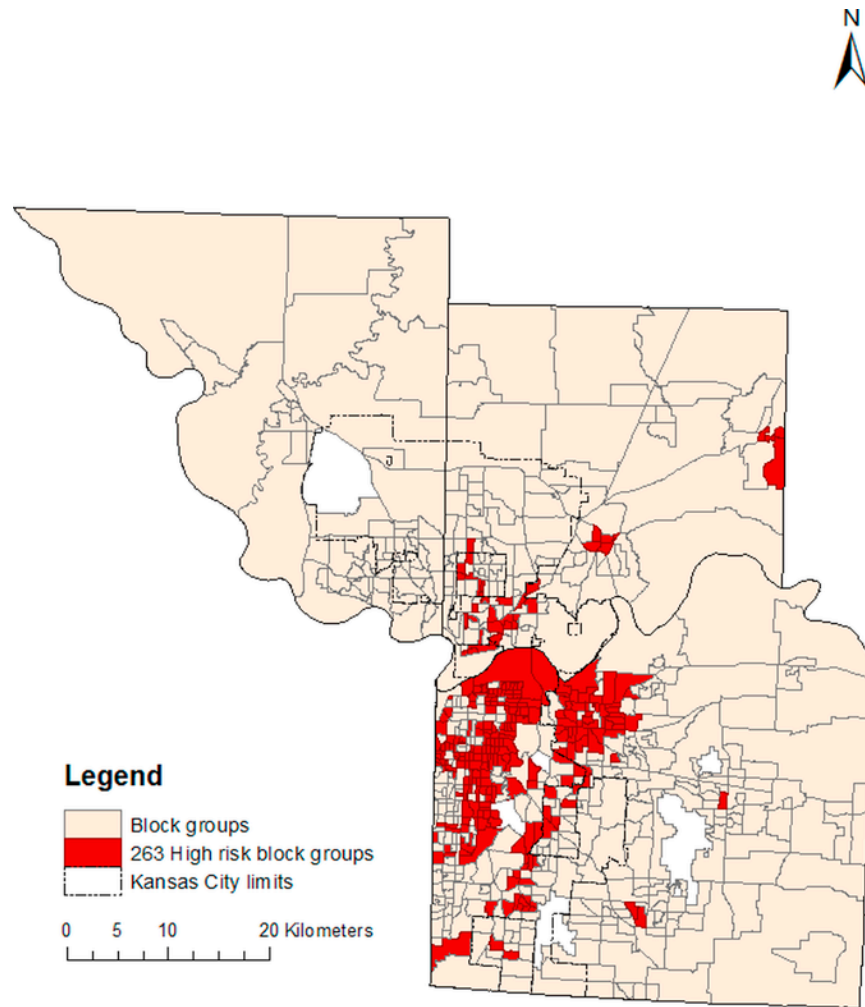 N
Legend
Block groups
263 High risk block groups
Kansas City limits
0 5 10 20 Kilometers